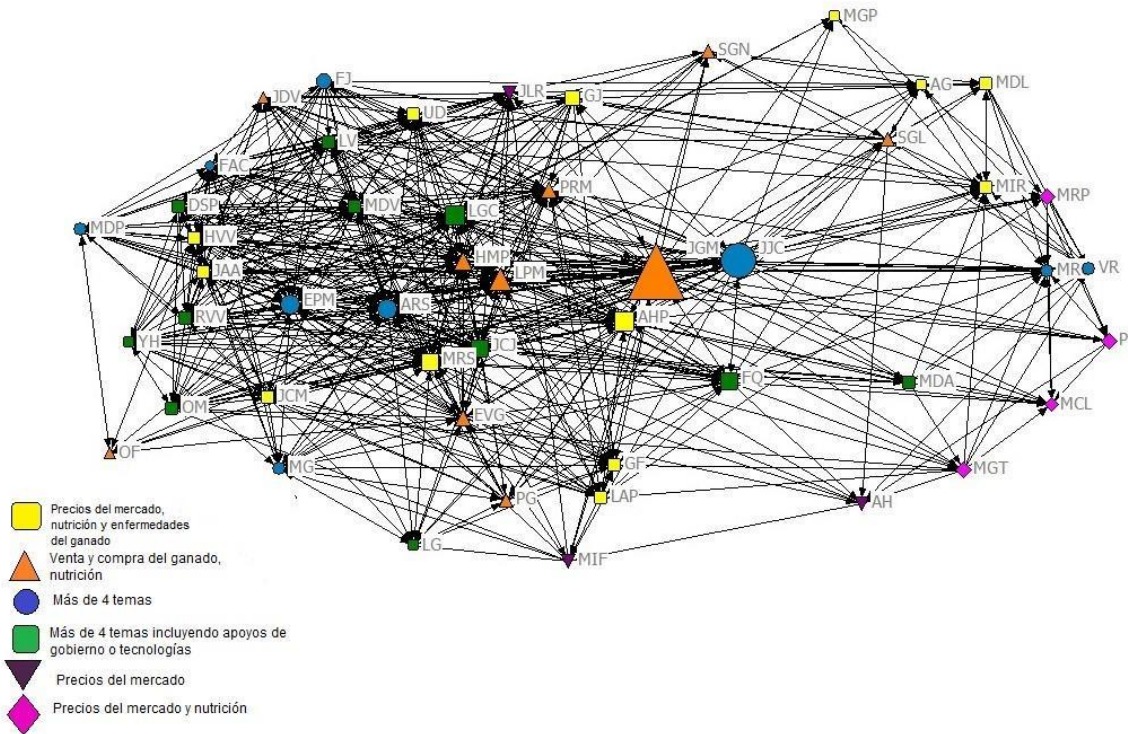 MGP
SGN
FJ
JLR
GJ
AG
MDL
JDV
UD
LV
SGL
FAC
PRM
MIR
MRP
DSP
MDV
LGC
MDP
HVV
JGM
JJC
HMP
JAA
LPM
MR
VR
EPM
ARS
AHP
RVV
YH
JCJ
P
MRS
FQ
MDA
JCM
OM
EVG
MCL
OF
MG
GF
MGT
PG
LAP
AH
LG
MIF
Precios del mercado,
nutrición y enfermedades
del ganado
Venta y compra del ganado,
nutrición
Más de 4 temas
Más de 4 temas incluyendo apoyos de
gobierno o tecnologías
Precios del mercado
Precios del mercado y nutrición